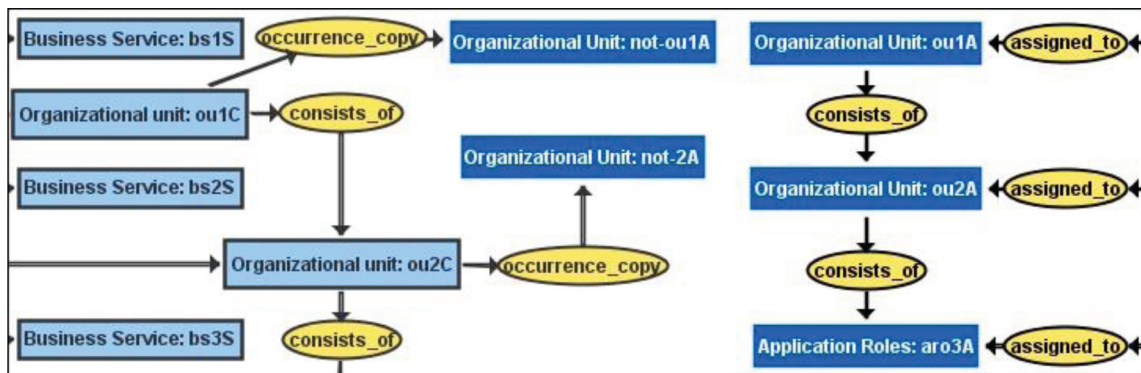 Business Service: bs1S
occurrence_copy
Organizational Unit: not-ou1A
Organizational Unit: ou1A
assigned_to
Organizational unit: ou1C
consists_of
consists_of
Organizational Unit: not-2A
Business Service: bs2S
Organizational Unit: ou2A
assigned_to
Organizational unit: ou2C
occurrence_copy
consists_of
Business Service: bs3S
consists_of
Application Roles: aro3A
assigned_to